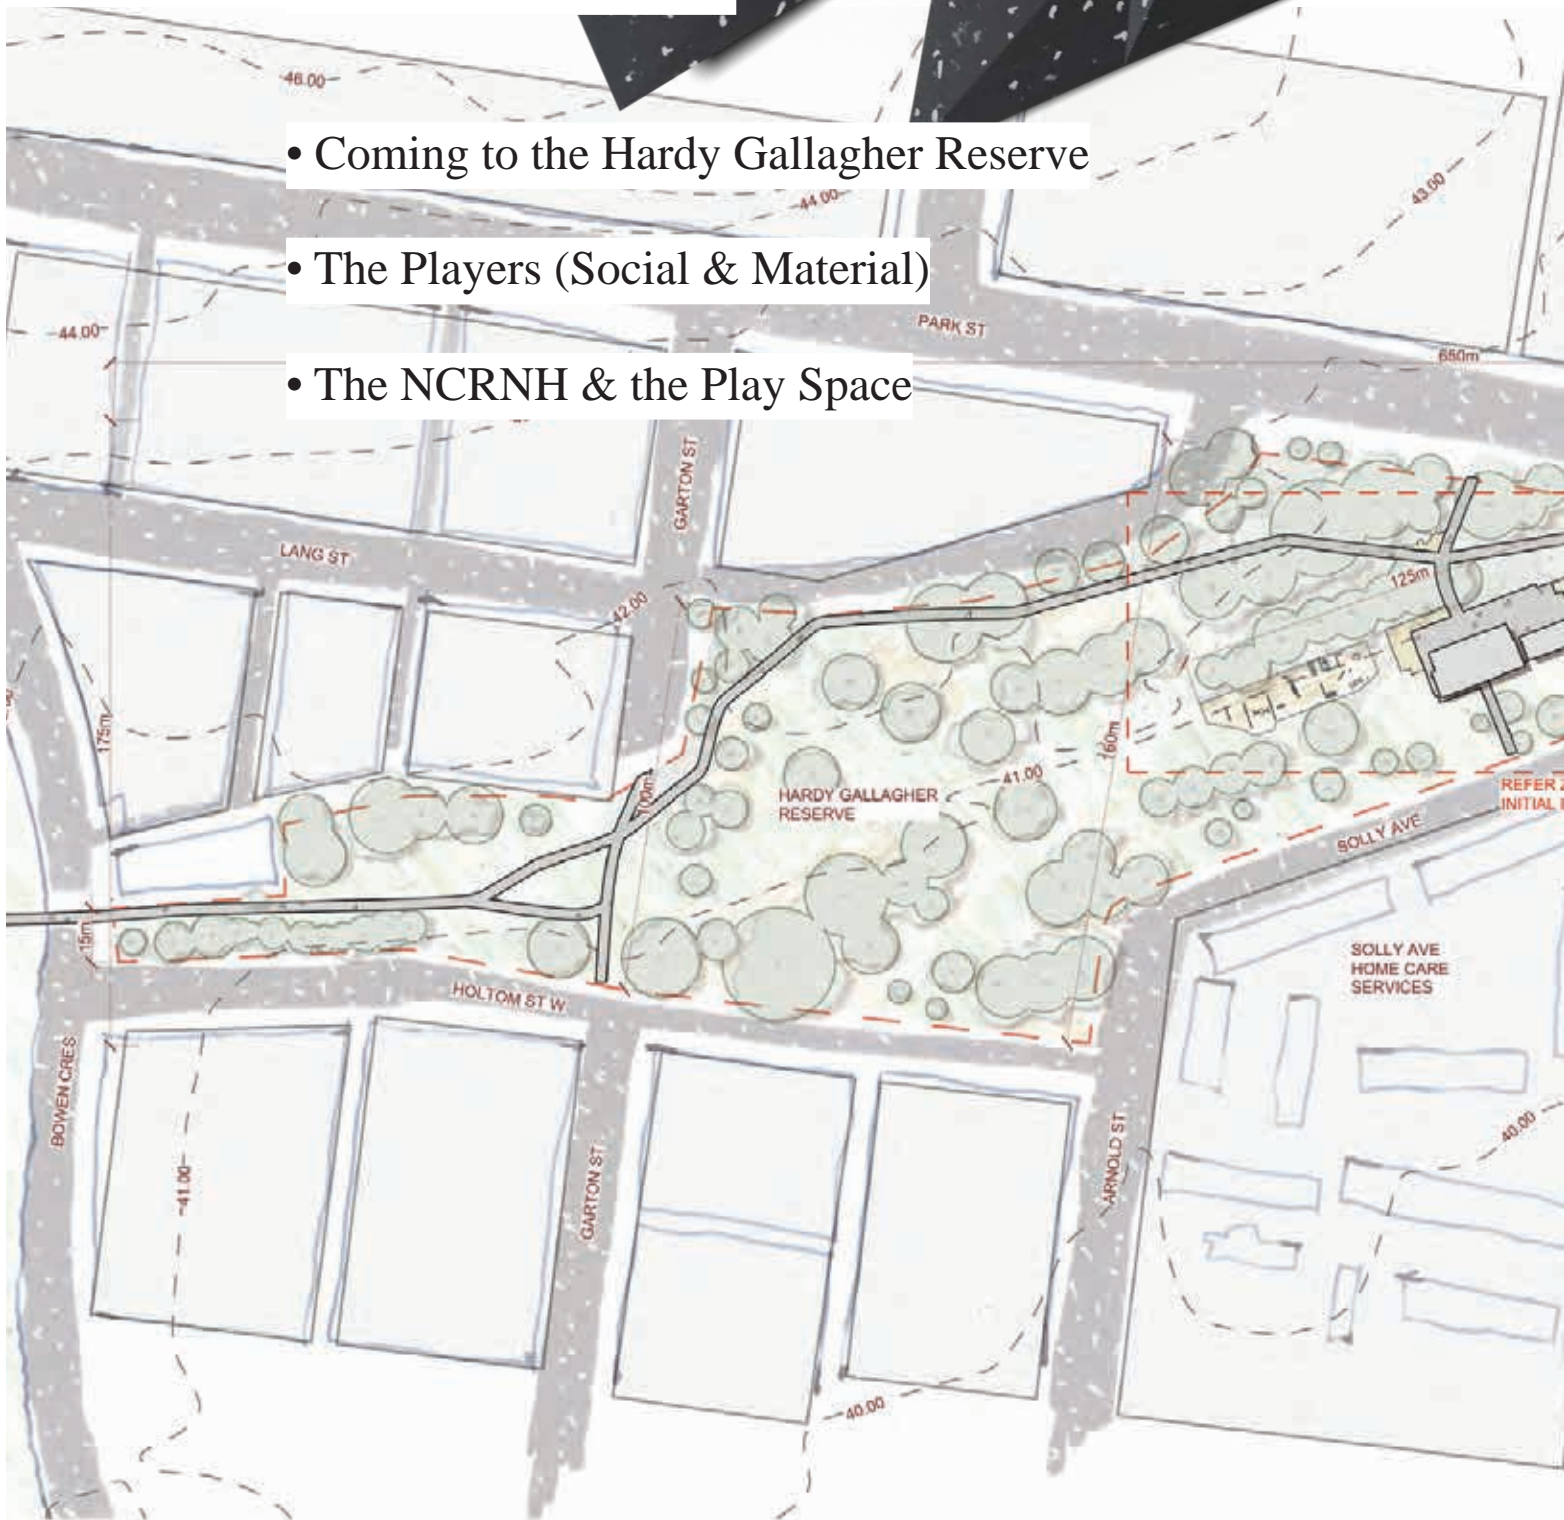 46.00
• Coming to the Hardy Gallagher Reserve
44.00
43.00
• The Players (Social & Material)
44.00
PARK ST
650m
• The NCRNH & the Play Space
GARTON ST
LANG ST
42.00
125m
175m
160m
41.00
100m
HARDY GALLAGHER
RESERVE
REFER
INITIAL
SOLLY AVE
15m
HOLTOM ST W
SOLLY AVE
HOME CARE
SERVICES
BOWEN CRES
41.00
GARTON ST
ARNOLD ST
40.00
40.00